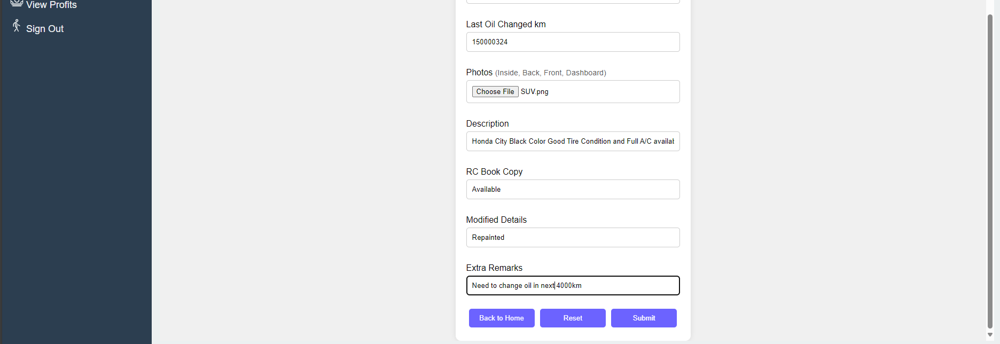 View Profits
Sign Out
Last Oil Changed km
150000324
Photos (Inside, Back, Front, Dashboard)
Choose File SUV.png
Description
Honda City Black Color Good Tire Condition and Full A/C availab
RC Book Copy
Available
Modified Details
Repainted
Extra Remarks
Need to change oil in next 4000km
Back to Home Reset Submit